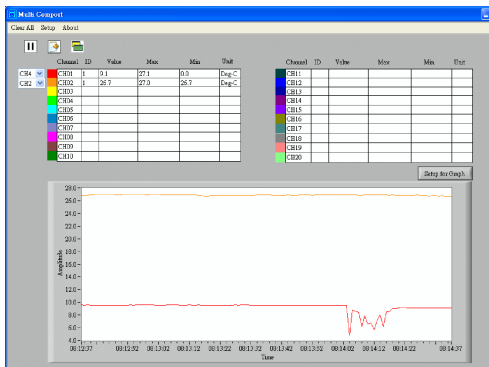 Multi Comport
Clear All Setup About
Channel ID Value Max Min Unit
CH4 CH01 1 9.1 27.1 0.0 Deg-C
CH2 CH02 1 26.7 27.0 26.7 Deg-C
CH03
CH04
CH05
CH06
CH07
CH08
CH09
CH10
Channel ID Value Max Min Unit
CH11
CH12
CH13
CH14
CH15
CH16
CH17
CH18
CH19
CH20
Setup for Graph
28.0
26.0
24.0
22.0
20.0
18.0
16.0
14.0
12.0
10.0
8.0
6.0
4.0
Amplitude
08:12:37 08:12:52 08:13:02 08:13:12 08:13:22 08:13:32 08:13:42 08:13:52 08:14:02 08:14:12 08:14:22 08:14:37
Time